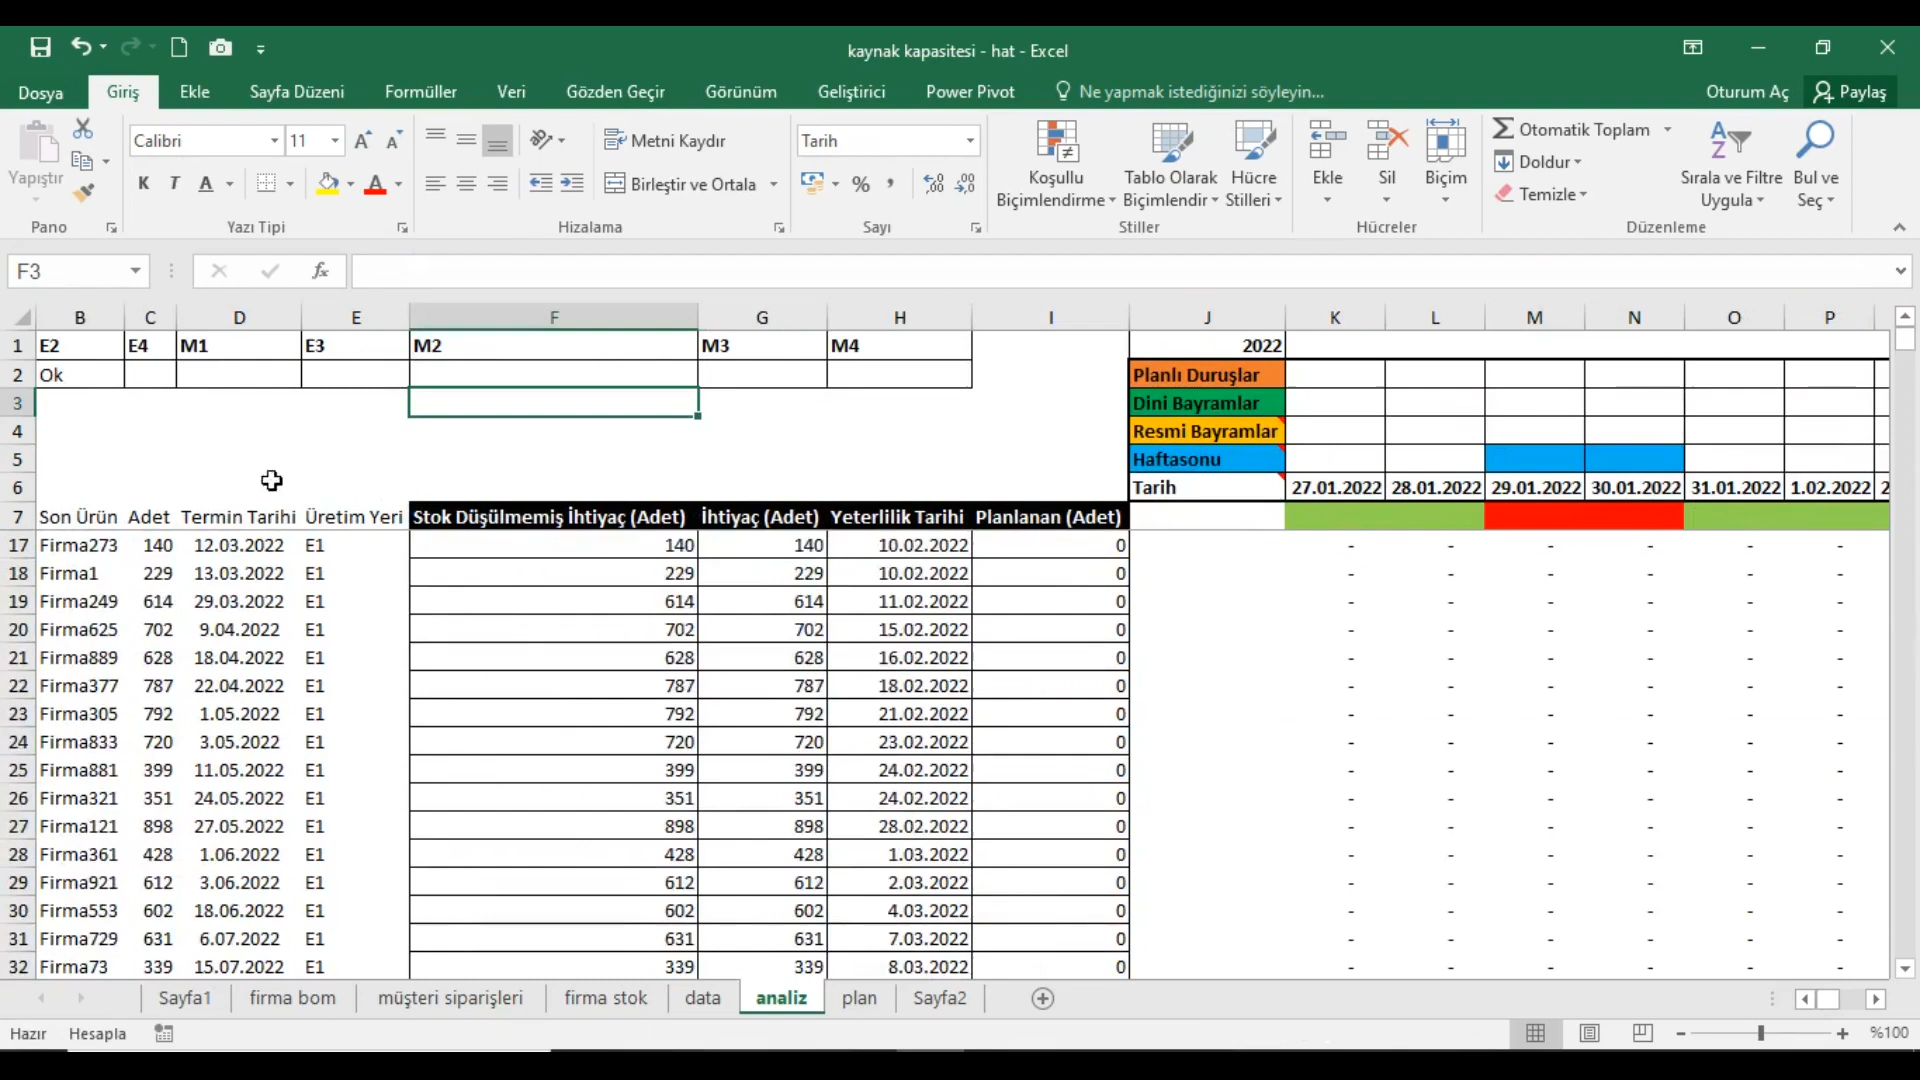 kaynak kapasitesi - hat - Excel
Dosya Giriş Ekle Sayfa Düzeni Formüller Veri Gözden Geçir Görünüm Geliştirici Power Pivot Ne yapmak istediğinizi söyleyin... Oturum Aç Paylaş
Yapıştır
Pano
Calibri 11
K T A
Yazı Tipi
Metni Kaydır
Birleştir ve Ortala
Hizalama
Tarih
%
Sayı
Koşullu Biçimlendirme
Tablo Olarak Biçimlendir
Hücre Stilleri
Stiller
Ekle Sil Biçim
Hücreler
Otomatik Toplam
Doldur
Temizle
Sırala ve Filtre Uygula
Bul ve Seç
Düzenleme
F3 fx
B C D E F G H I J K L M N O P
1 E2 E4 M1 E3 M2 M3 M4 2022
2 Ok Planlı Duruşlar
3 Dini Bayramlar
4 Resmi Bayramlar
5 Haftasonu
6 Tarih 27.01.2022 28.01.2022 29.01.2022 30.01.2022 31.01.2022 1.02.2022 2
7 Son Ürün Adet Termin Tarihi Üretim Yeri Stok Düşülmemiş İhtiyaç (Adet) İhtiyaç (Adet) Yeterlilik Tarihi Planlanan (Adet)
17 Firma273 140 12.03.2022 E1 140 140 10.02.2022 0 - - - - - -
18 Firma1 229 13.03.2022 E1 229 229 10.02.2022 0 - - - - - -
19 Firma249 614 29.03.2022 E1 614 614 11.02.2022 0 - - - - - -
20 Firma625 702 9.04.2022 E1 702 702 15.02.2022 0 - - - - - -
21 Firma889 628 18.04.2022 E1 628 628 16.02.2022 0 - - - - - -
22 Firma377 787 22.04.2022 E1 787 787 18.02.2022 0 - - - - - -
23 Firma305 792 1.05.2022 E1 792 792 21.02.2022 0 - - - - - -
24 Firma833 720 3.05.2022 E1 720 720 23.02.2022 0 - - - - - -
25 Firma881 399 11.05.2022 E1 399 399 24.02.2022 0 - - - - - -
26 Firma321 351 24.05.2022 E1 351 351 24.02.2022 0 - - - - - -
27 Firma121 898 27.05.2022 E1 898 898 28.02.2022 0 - - - - - -
28 Firma361 428 1.06.2022 E1 428 428 1.03.2022 0 - - - - - -
29 Firma921 612 3.06.2022 E1 612 612 2.03.2022 0 - - - - - -
30 Firma553 602 18.06.2022 E1 602 602 4.03.2022 0 - - - - - -
31 Firma729 631 6.07.2022 E1 631 631 7.03.2022 0 - - - - - -
32 Firma73 339 15.07.2022 E1 339 339 8.03.2022 0 - - - - - -
Sayfa1 firma bom müşteri siparişleri firma stok data analiz plan Sayfa2
Hazır Hesapla %100